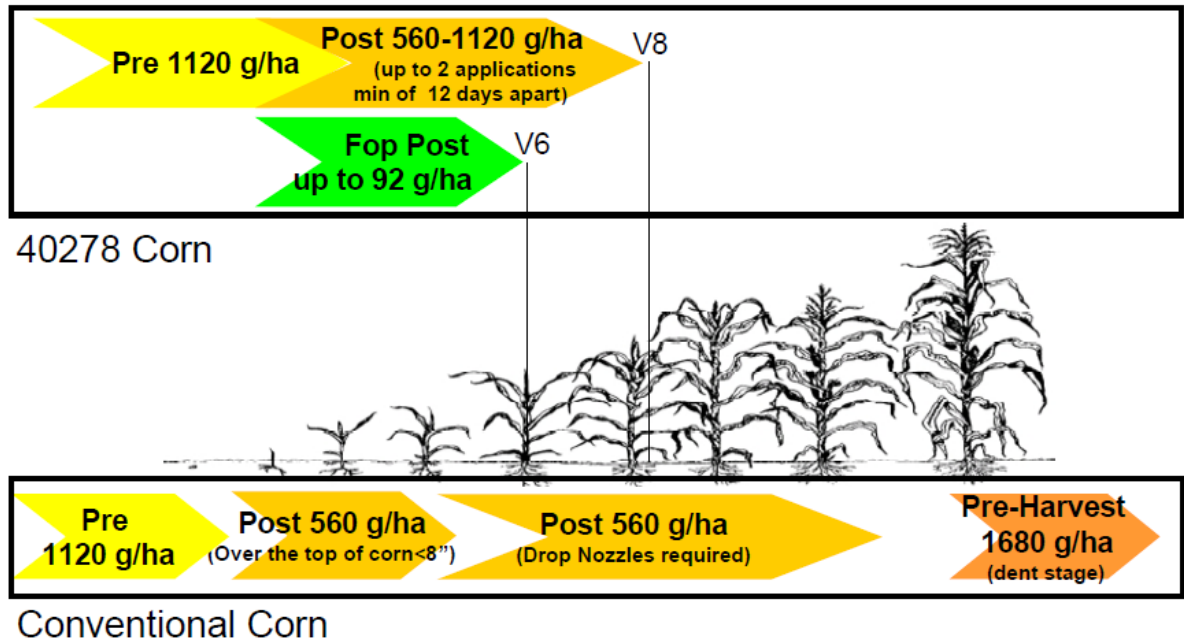 Pre 1120 g/ha
Post 560-1120 g/ha
(up to 2 applications
min of 12 days apart)
V8
Fop Post
up to 92 g/ha
V6
40278 Corn
Pre
1120 g/ha
Post 560 g/ha
(Over the top of corn<8”)
Post 560 g/ha
(Drop Nozzles required)
Pre-Harvest
1680 g/ha
(dent stage)
Conventional Corn